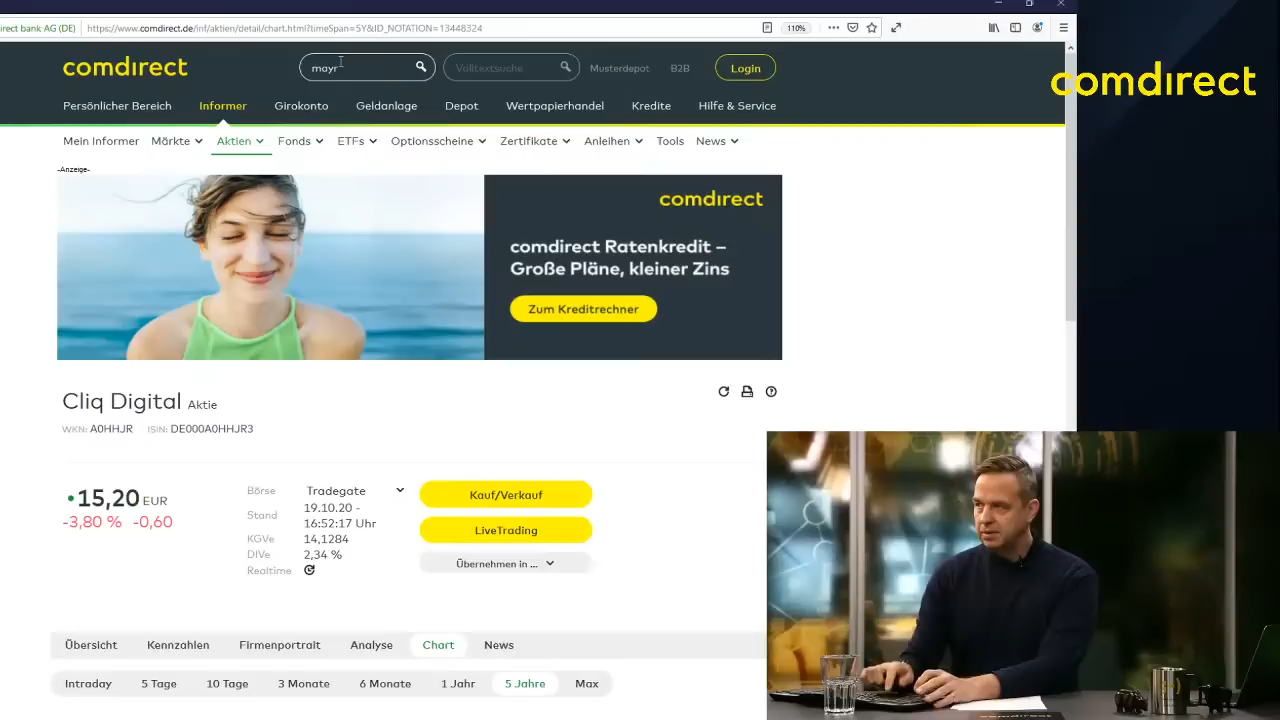 irect bank AG (DE) https://www.comdirect.de/inf/aktien/detail/chart.html?timeSpan=5Y&ID_NOTATION=13448324 110%
comdirect mayr Volltextsuche Musterdepot B2B Login
comdirect
Persönlicher Bereich Informer Girokonto Geldanlage Depot Wertpapierhandel Kredite Hilfe & Service
Mein Informer Märkte Aktien Fonds ETFs Optionsscheine Zertifikate Anleihen Tools News
-Anzeige-
comdirect
comdirect Ratenkredit –
Große Pläne, kleiner Zins
Zum Kreditrechner
Cliq Digital Aktie
WKN: A0HHJR ISIN: DE000A0HHJR3
15,20 EUR
-3,80 % -0,60
Börse Tradegate
Stand 19.10.20 -
16:52:17 Uhr
KGVe 14,1284
DIVe 2,34 %
Realtime
Kauf/Verkauf
LiveTrading
Übernehmen in ...
Übersicht Kennzahlen Firmenportrait Analyse Chart News
Intraday 5 Tage 10 Tage 3 Monate 6 Monate 1 Jahr 5 Jahre Max